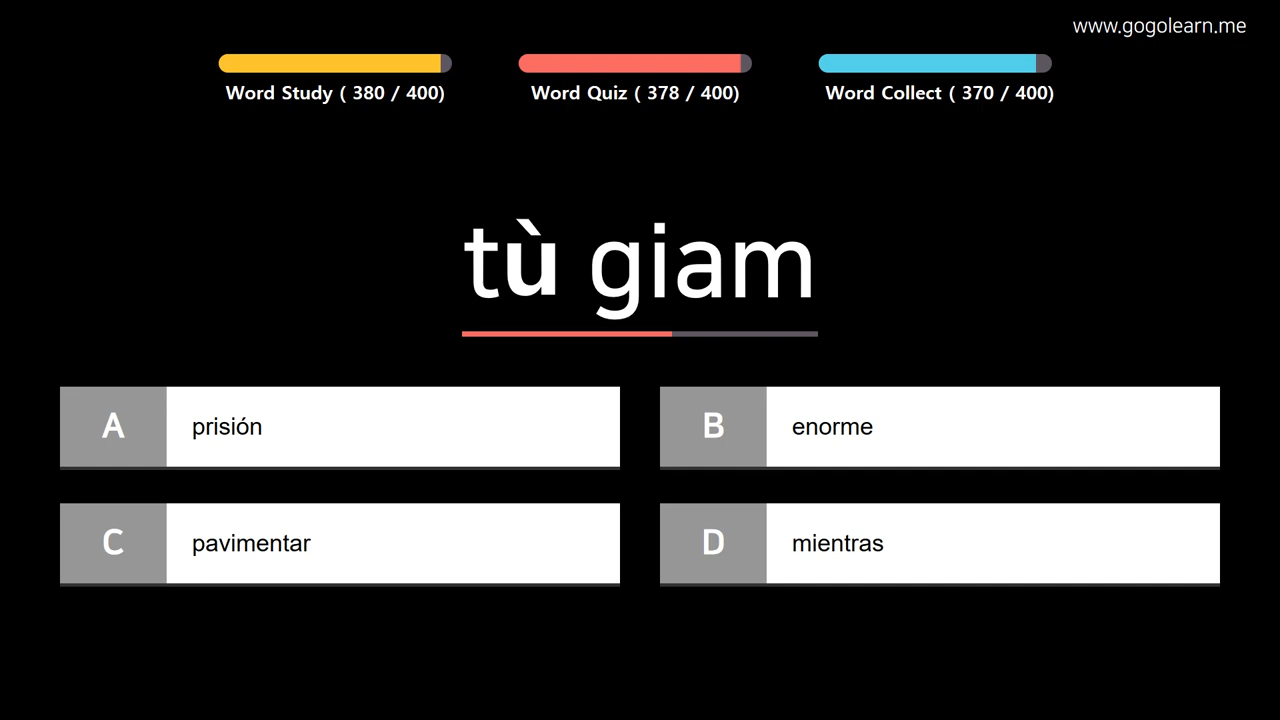 www.gogolearn.me
Word Study ( 380 / 400)
Word Quiz ( 378 / 400)
Word Collect ( 370 / 400)
tù giam
A prisión
B enorme
C pavimentar
D mientras